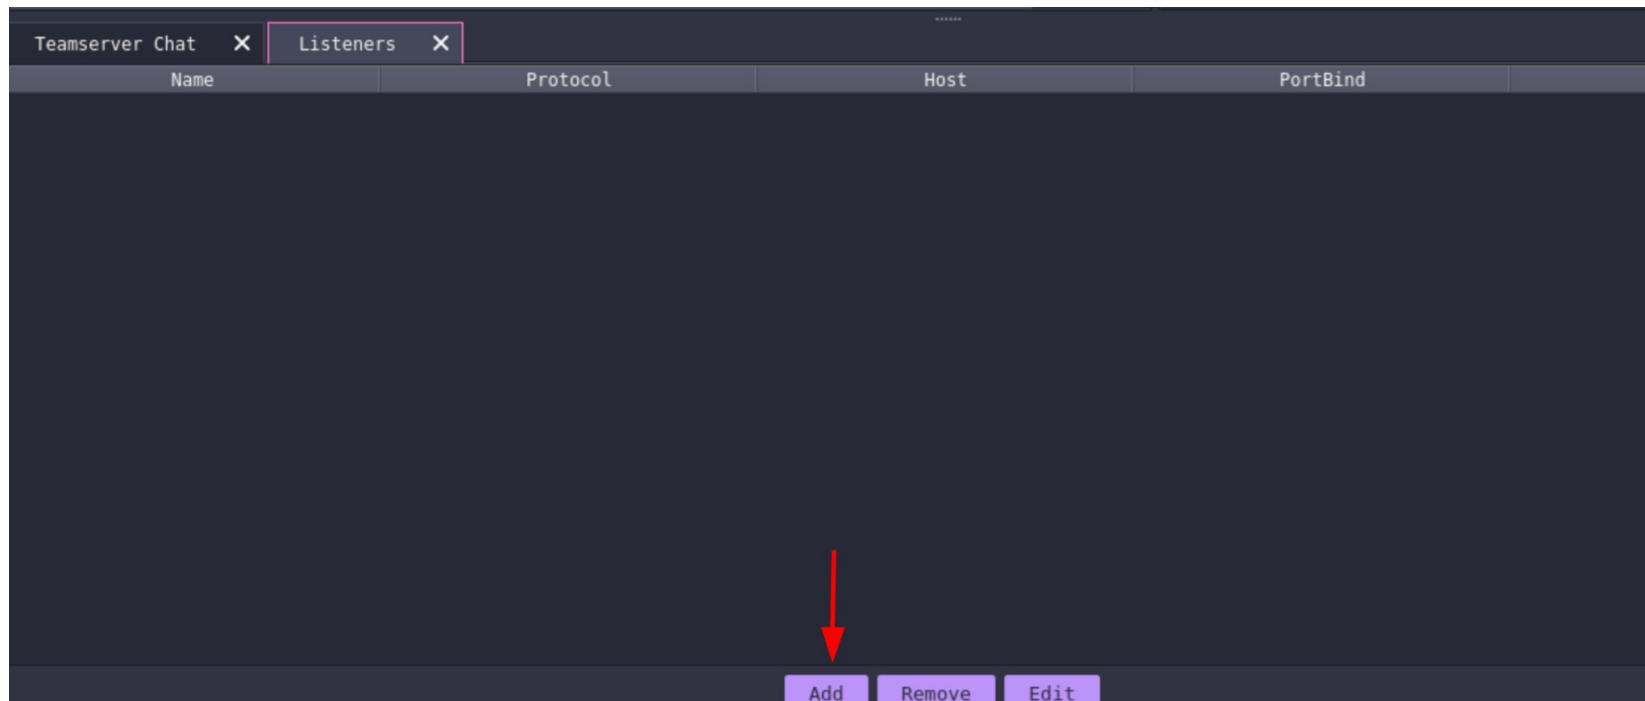 Teamserver Chat Listeners
Name Protocol Host PortBind
Add Remove Edit